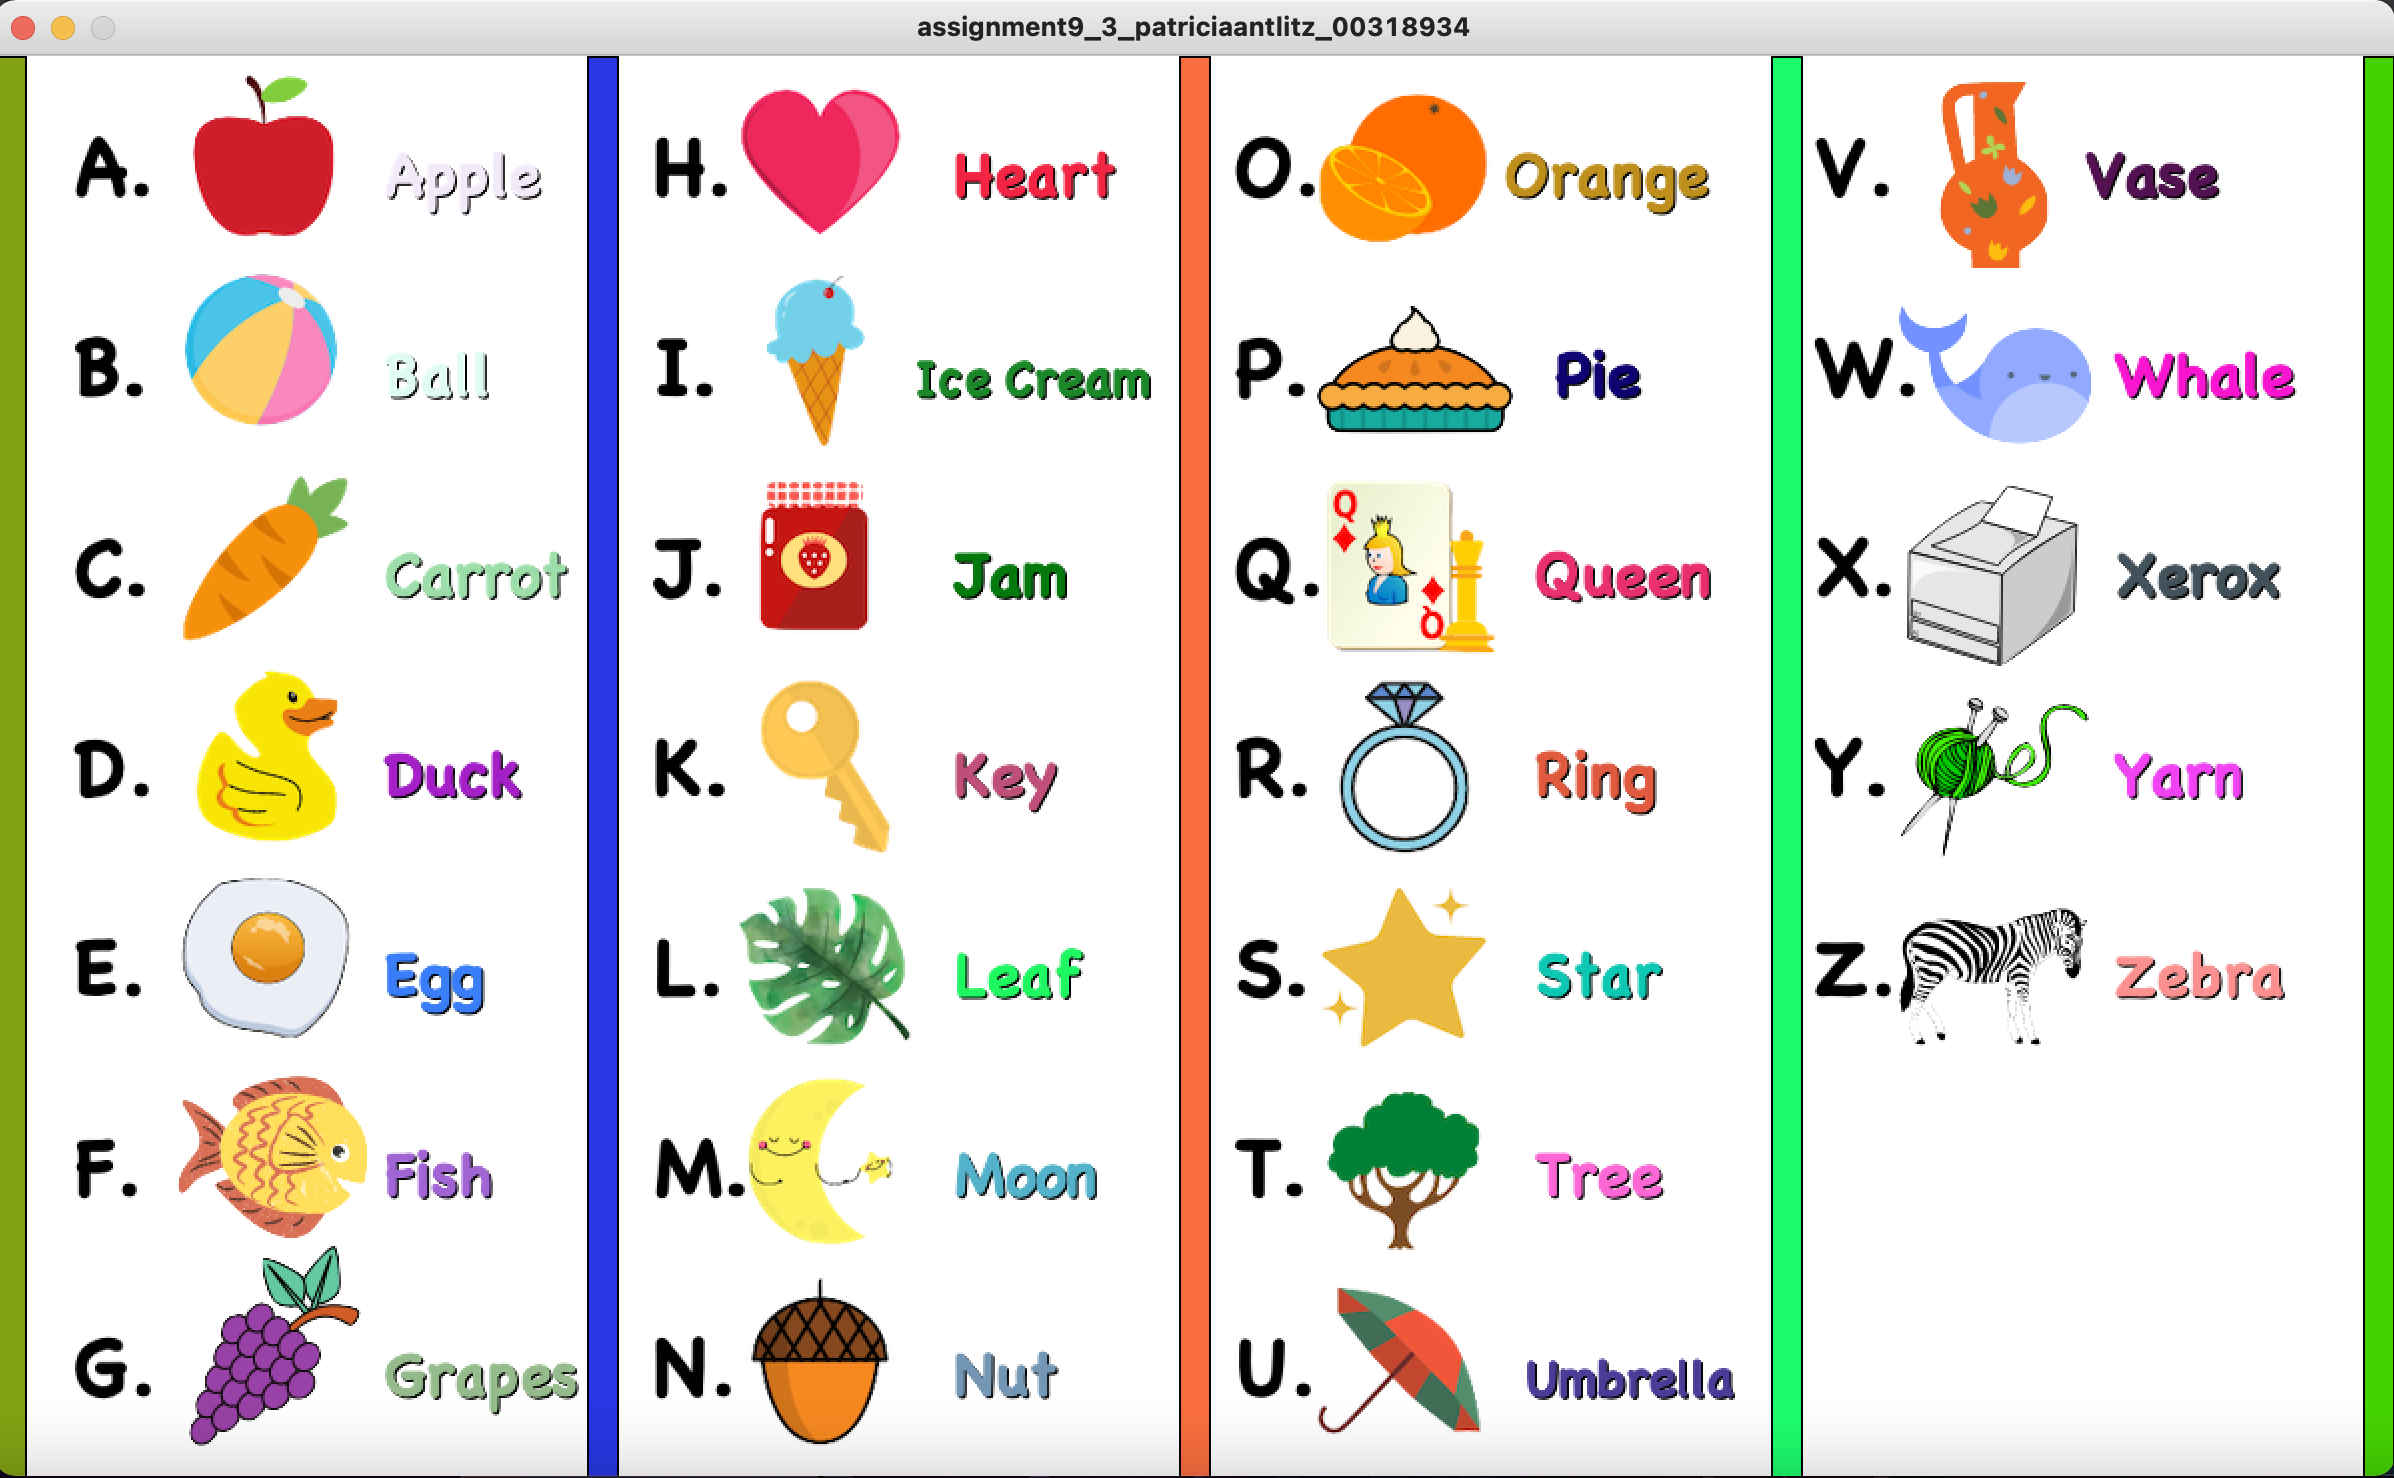 assignment9_3_patriciaantlitz_00318934
A. Apple
B. Ball
C. Carrot
D. Duck
E. Egg
F. Fish
G. Grapes
H. Heart
I. Ice Cream
J. Jam
K. Key
L. Leaf
M. Moon
N. Nut
O. Orange
P. Pie
Q. Q Q Queen
R. Ring
S. Star
T. Tree
U. Umbrella
V. Vase
W. Whale
X. Xerox
Y. Yarn
Z. Zebra